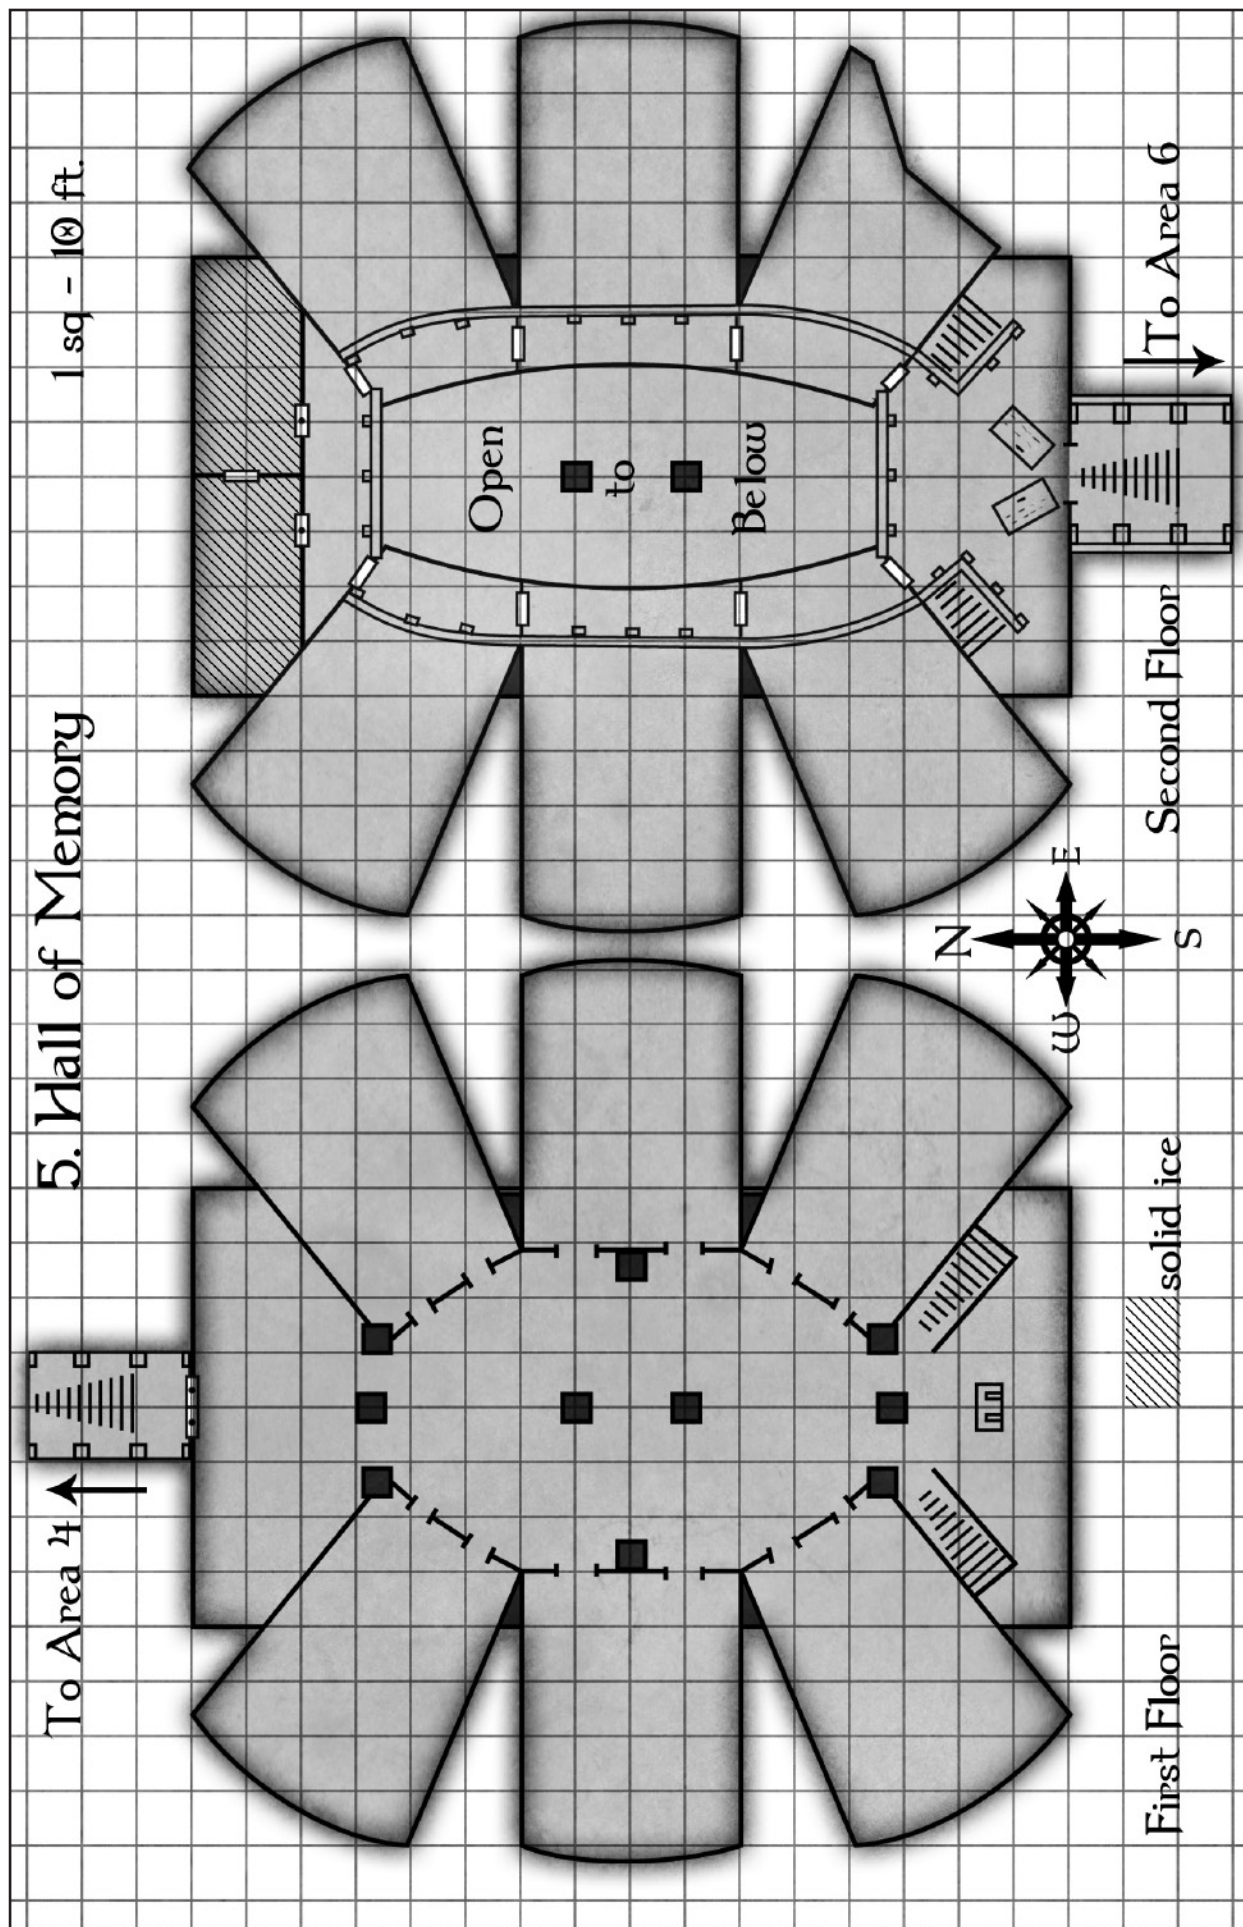 5. Hall of Memory
1 sq - 10 ft.
To Area 4
Open
to
Below
To Area 6
N
W
E
S
First Floor
solid ice
Second Floor